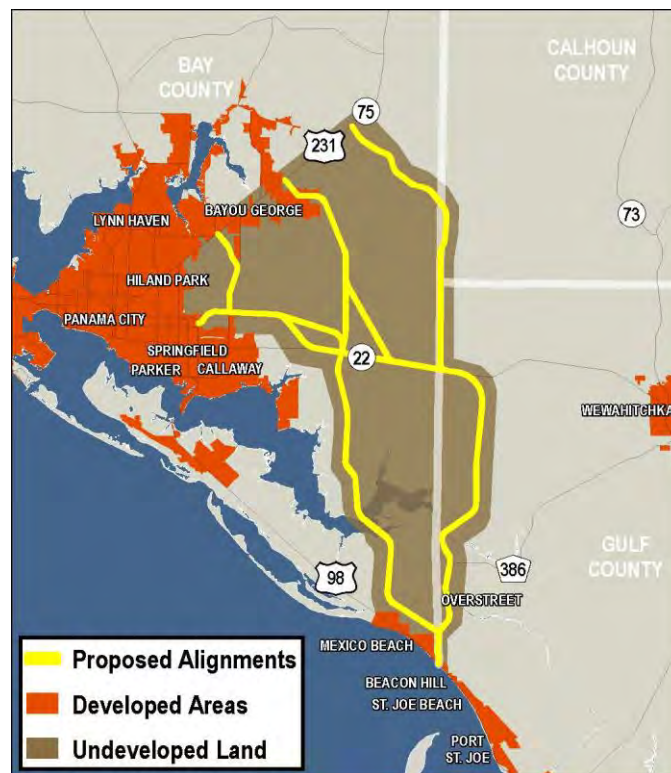 BAY
COUNTY
CALHOUN
COUNTY
75
231
LYNN HAVEN
BAYOU GEORGE
73
HILAND PARK
PANAMA CITY
SPRINGFIELD
PARKER CALLAWAY
22
WEWAHITCHKA
GULF
COUNTY
98
386
OVERSTREET
MEXICO BEACH
BEACON HILL
ST. JOE BEACH
PORT
ST. JOE
Proposed Alignments
Developed Areas
Undeveloped Land